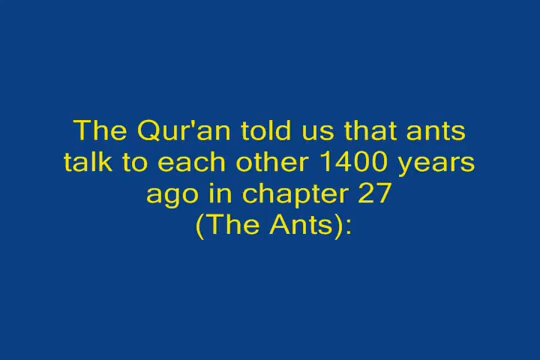 The Qur'an told us that ants
talk to each other 1400 years
ago in chapter 27
(The Ants):